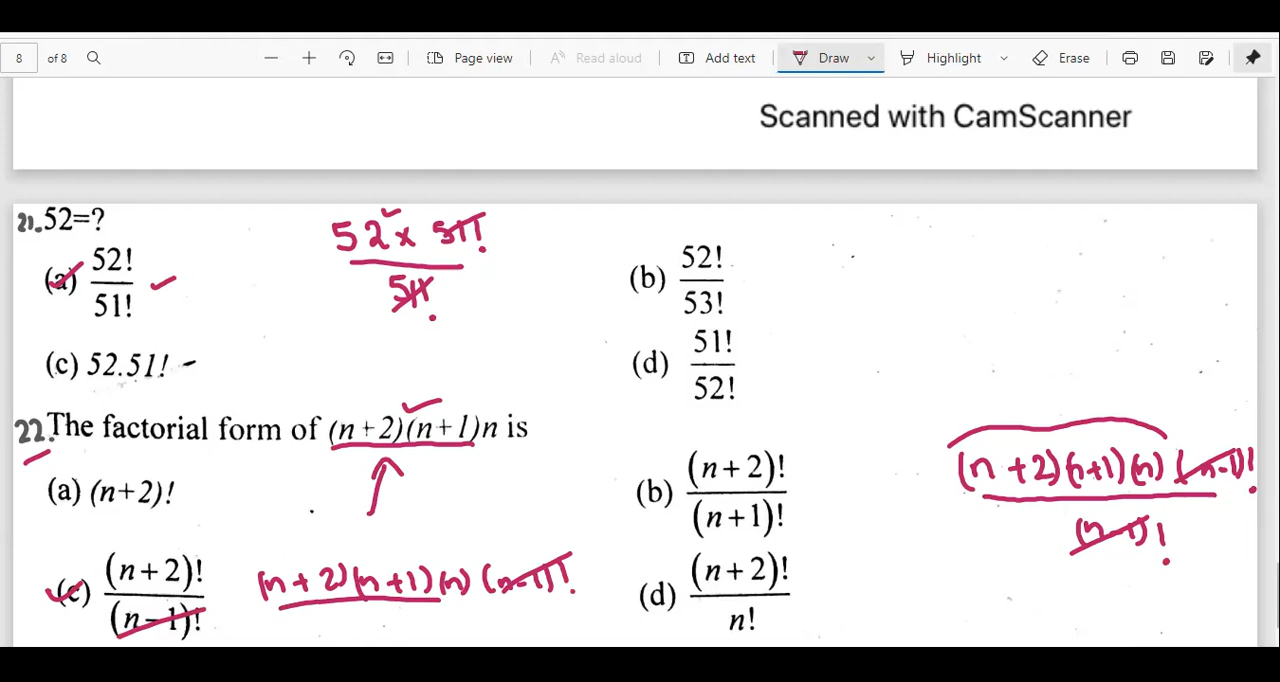 8 of 8 Page view Read aloud Add text Draw Highlight Erase
Scanned with CamScanner
21. 52=?
52 × 51!
51!
(a) 52!/51!
(b) 52!/53!
(c) 52.51!
(d) 51!/52!
22. The factorial form of (n+2)(n+1)n is
(a) (n+2)!
(b) (n+2)!/(n+1)!
(n+2)(n+1)(n)(n-1)!
(n-1)!
(c) (n+2)!/(n-1)!
(n+2)(n+1)(n)(n-1)!
(d) (n+2)!/n!